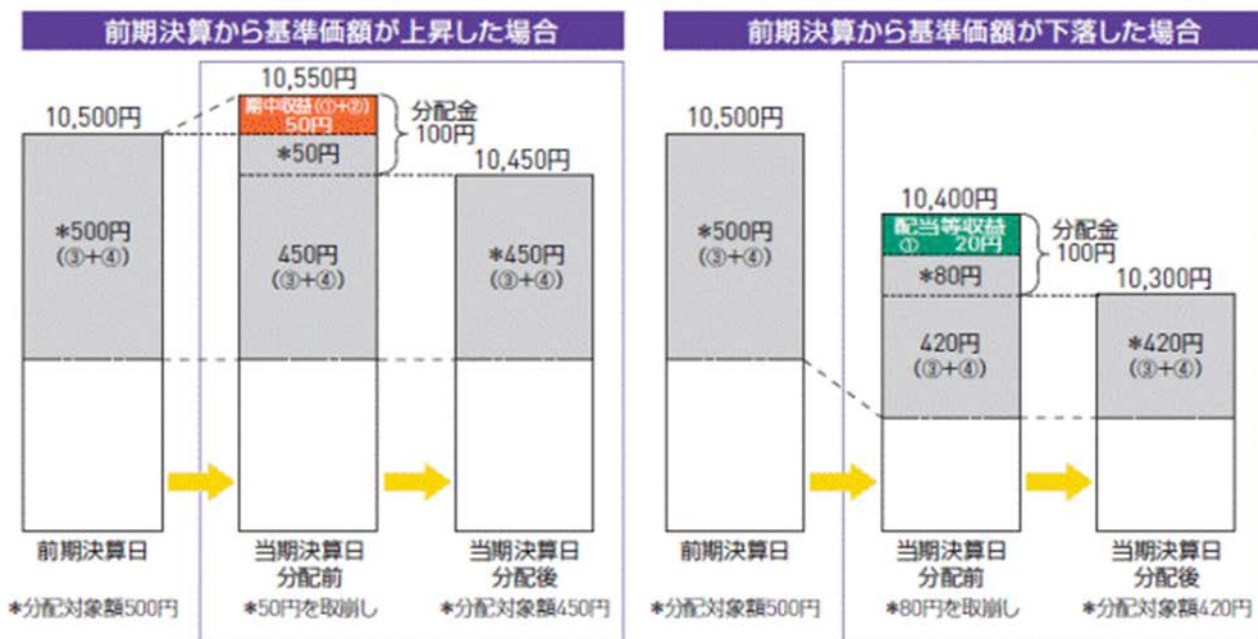 前期決算から基準価額が上昇した場合
10,550円
10,500円
期中収益(①+②)
50円
分配金
100円
*50円
10,450円
*500円
(③+④)
450円
(③+④)
*450円
(③+④)
前期決算日
当期決算日
分配前
当期決算日
分配後
*分配対象額500円
*50円を取崩し
*分配対象額450円
前期決算から基準価額が下落した場合
10,500円
10,400円
配当等収益
① 20円
分配金
100円
*80円
10,300円
*500円
(③+④)
420円
(③+④)
*420円
(③+④)
前期決算日
当期決算日
分配前
当期決算日
分配後
*分配対象額500円
*80円を取崩し
*分配対象額420円